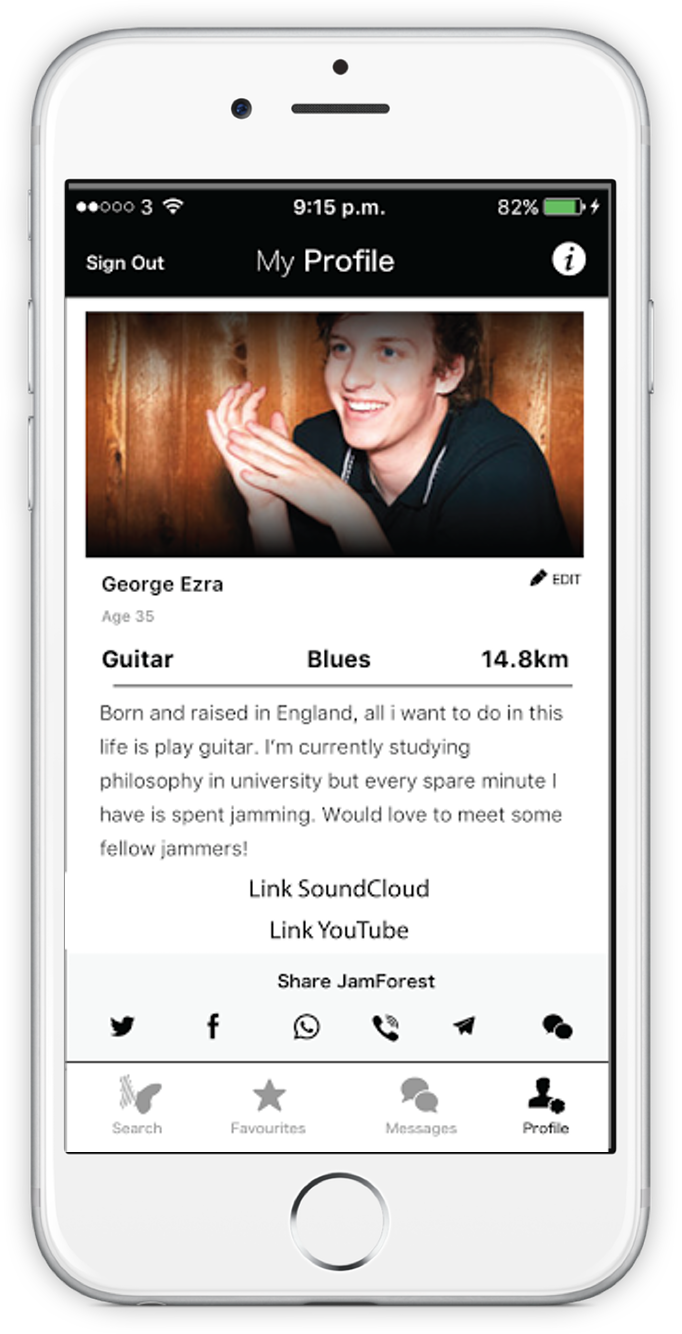 3 9:15 p.m. 82%
Sign Out My Profile i
George Ezra EDIT
Age 35
Guitar Blues 14.8km
Born and raised in England, all i want to do in this
life is play guitar. I'm currently studying
philosophy in university but every spare minute I
have is spent jamming. Would love to meet some
fellow jammers!
Link SoundCloud
Link YouTube
Share JamForest
Search Favourites Messages Profile